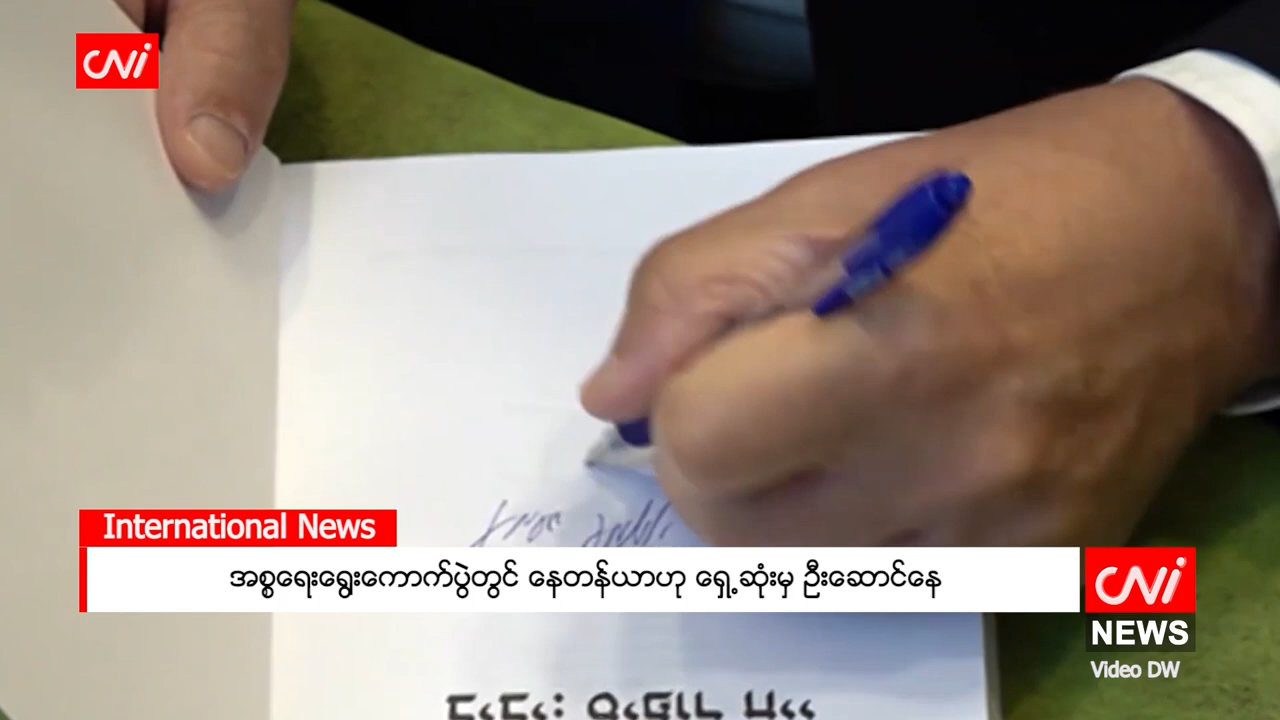 CNi
International News
အစ္စရေးရွေးကောက်ပွဲတွင် နေတန်ယာဟု ရှေ့ဆုံးမှ ဦးဆောင်နေ
CNi
NEWS
Video DW